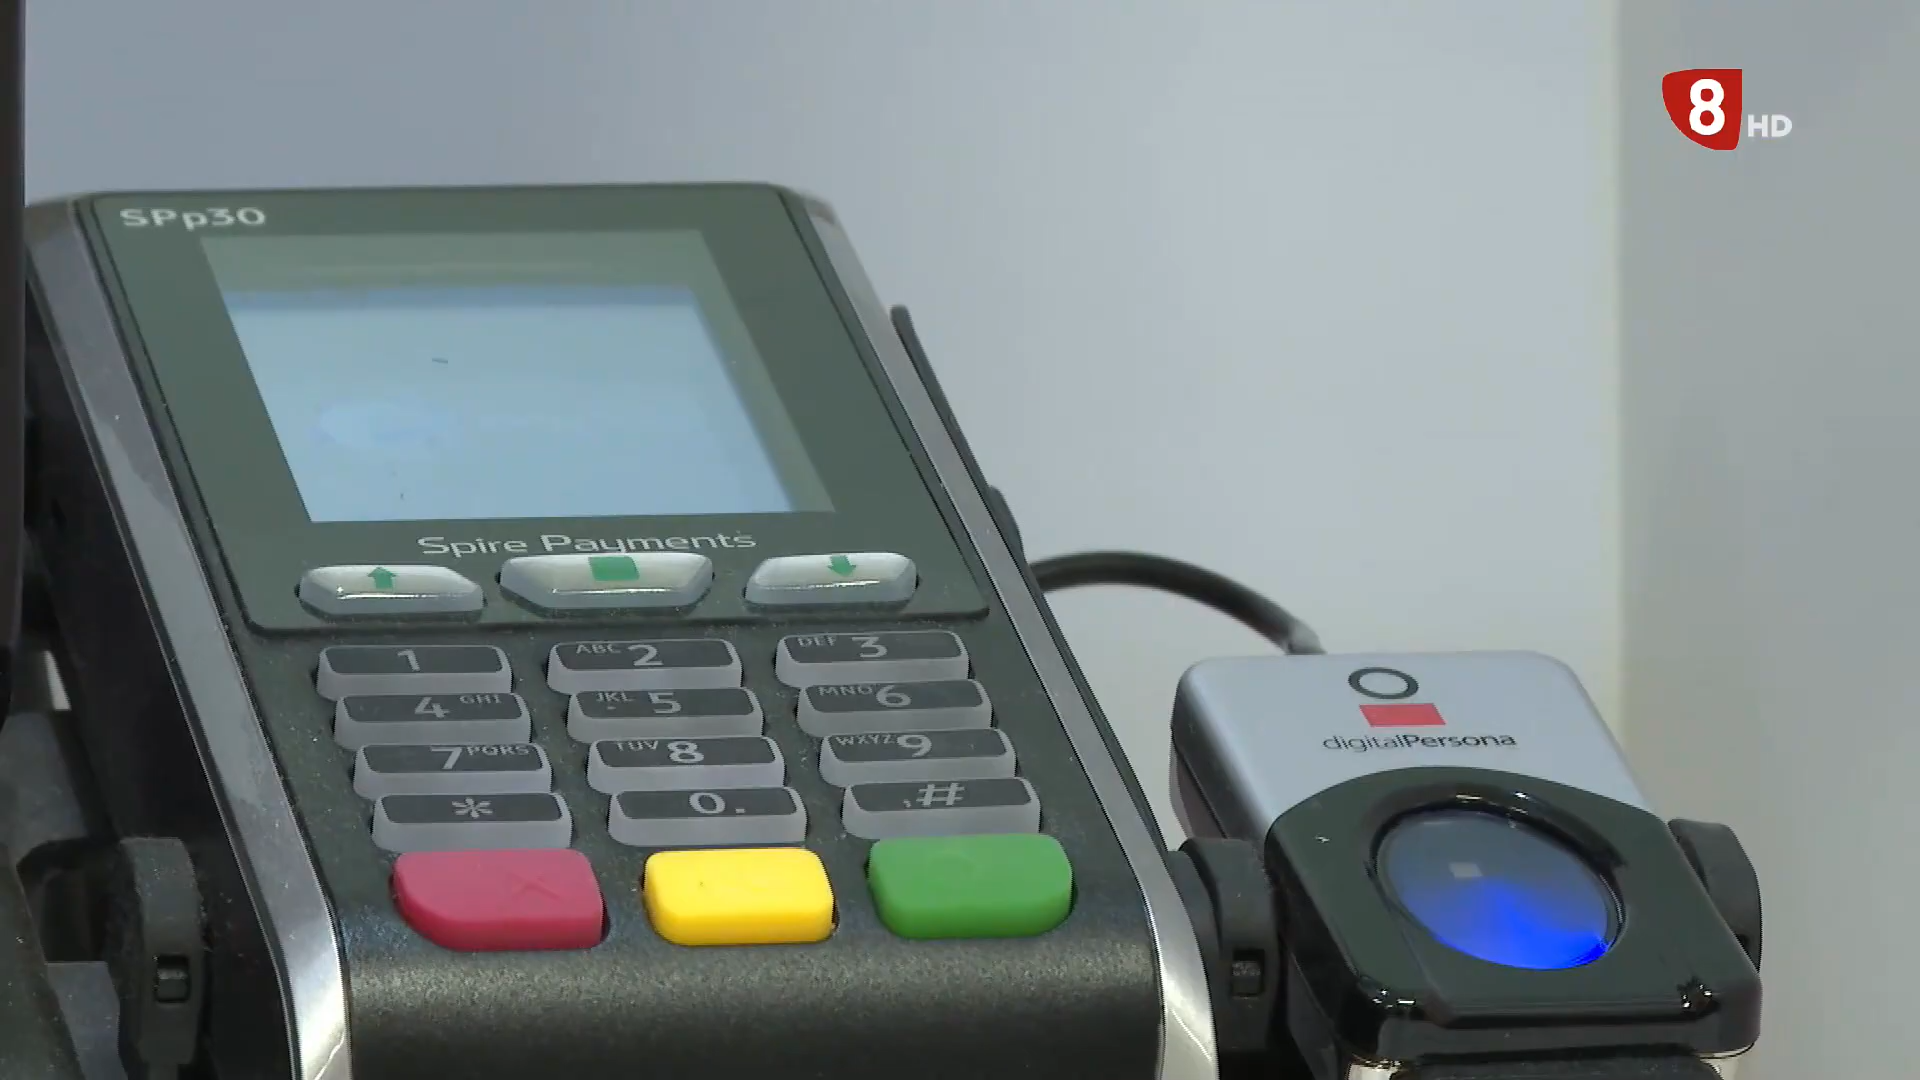 8 HD
SPp30
Spire Payments
1 ABC 2 DEF 3
4 GHI JKL 5 MNO 6
7 PQRS TUV 8 WXYZ 9
* 0. ,#
digitalPersona